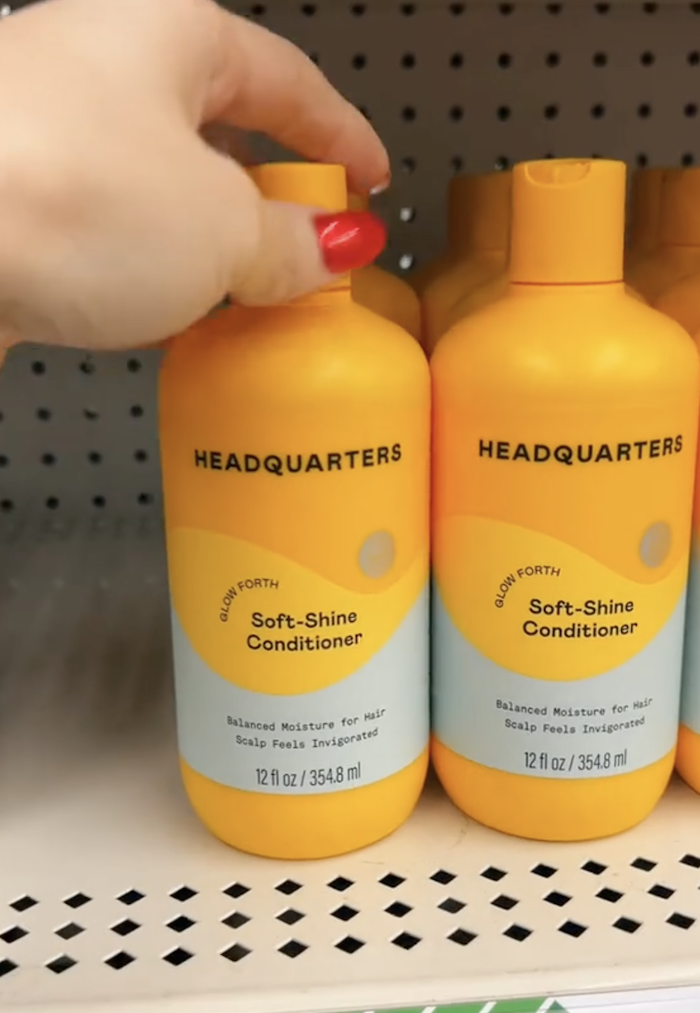 HEADQUARTERS
GLOW FORTH
Soft-Shine
Conditioner
Balanced Moisture for Hair
Scalp Feels Invigorated
12 fl oz / 354.8 ml
HEADQUARTERS
GLOW FORTH
Soft-Shine
Conditioner
Balanced Moisture for Hair
Scalp Feels Invigorated
12 fl oz / 354.8 ml